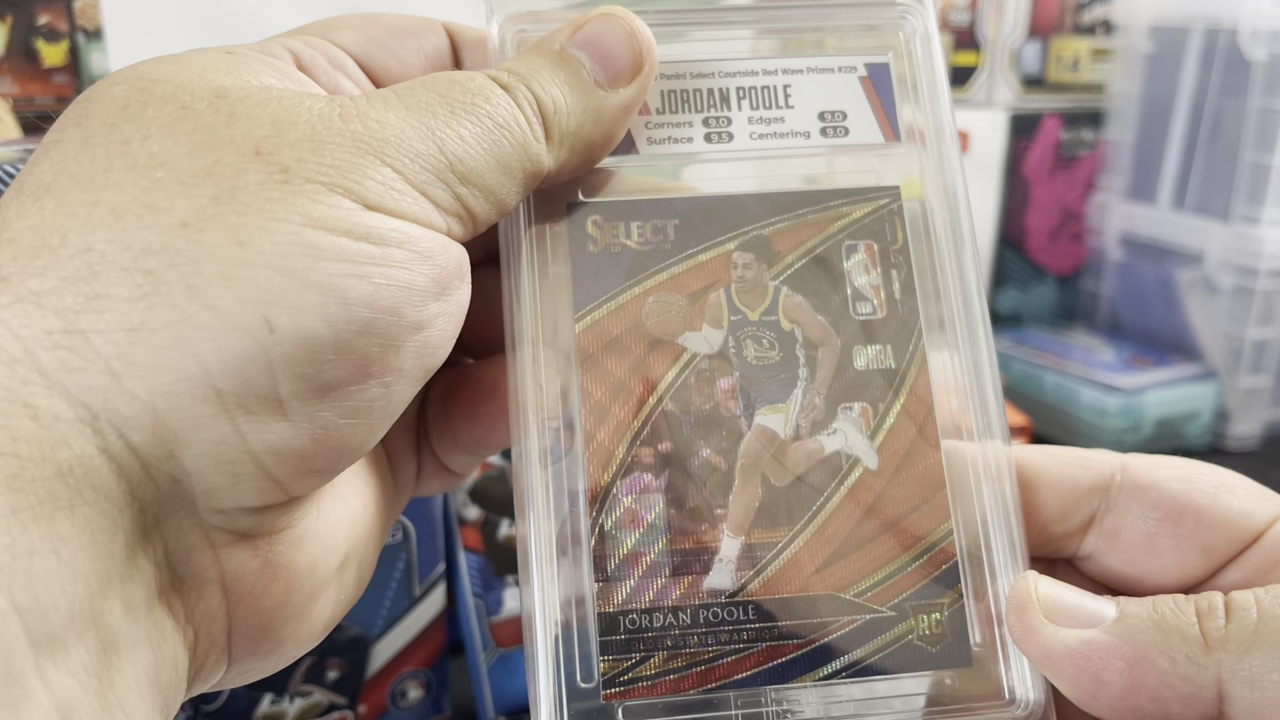 Panini Select Courtside Red Wave Prizms #229
JORDAN POOLE
Corners 9.0 Edges 9.0
Surface 9.5 Centering 9.0
SELECT
@NBA
JORDAN POOLE
GOLDEN STATE WARRIORS
RC